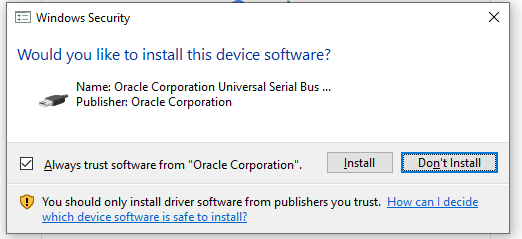 Windows Security
Would you like to install this device software?
Name: Oracle Corporation Universal Serial Bus ...
Publisher: Oracle Corporation
Always trust software from "Oracle Corporation".
Install
Don't Install
You should only install driver software from publishers you trust. How can I decide
which device software is safe to install?